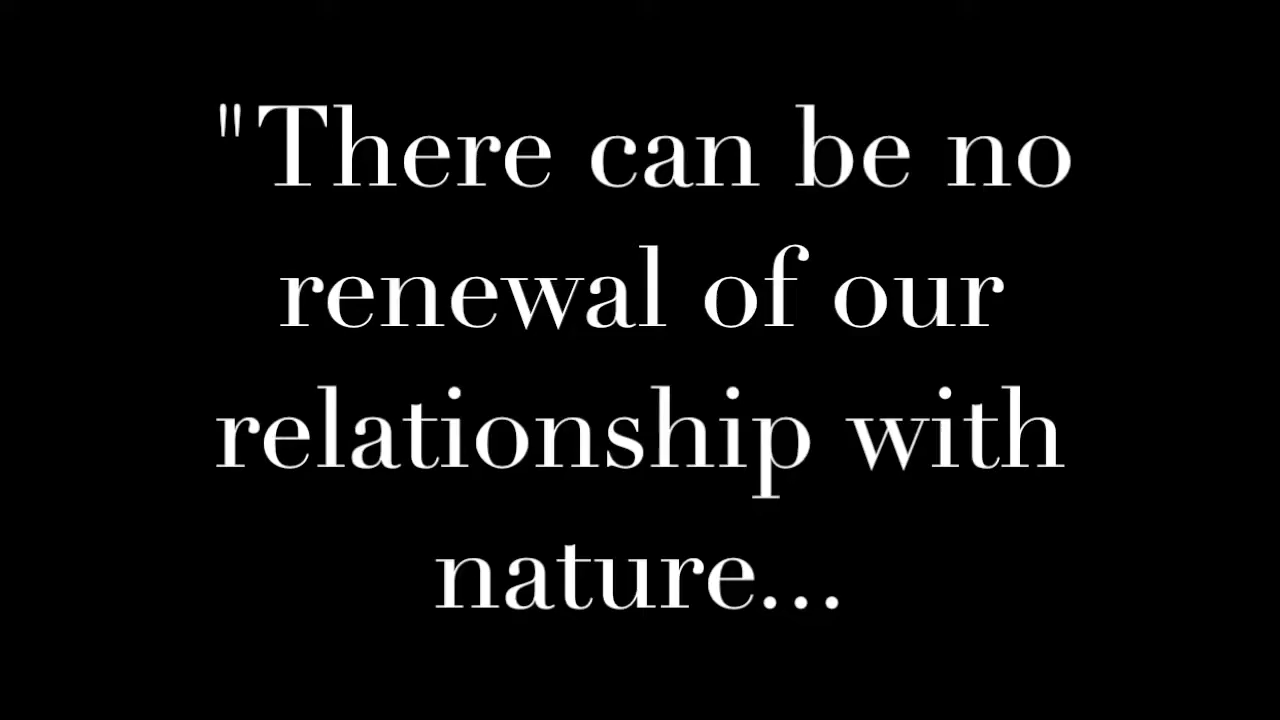 "There can be no
renewal of our
relationship with
nature...